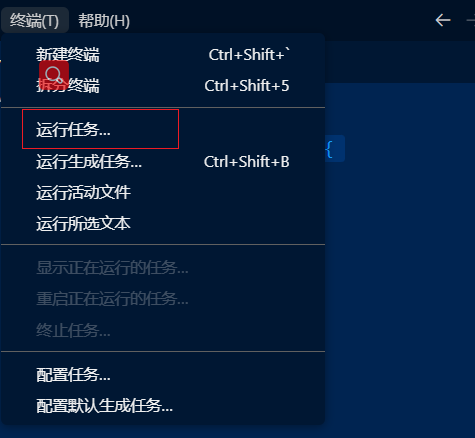 终端(T) 帮助(H)
新建终端 Ctrl+Shift+`
拆分终端 Ctrl+Shift+5
运行任务...
{
运行生成任务... Ctrl+Shift+B
运行活动文件
运行所选文本
显示正在运行的任务...
重启正在运行的任务...
终止任务...
配置任务...
配置默认生成任务...